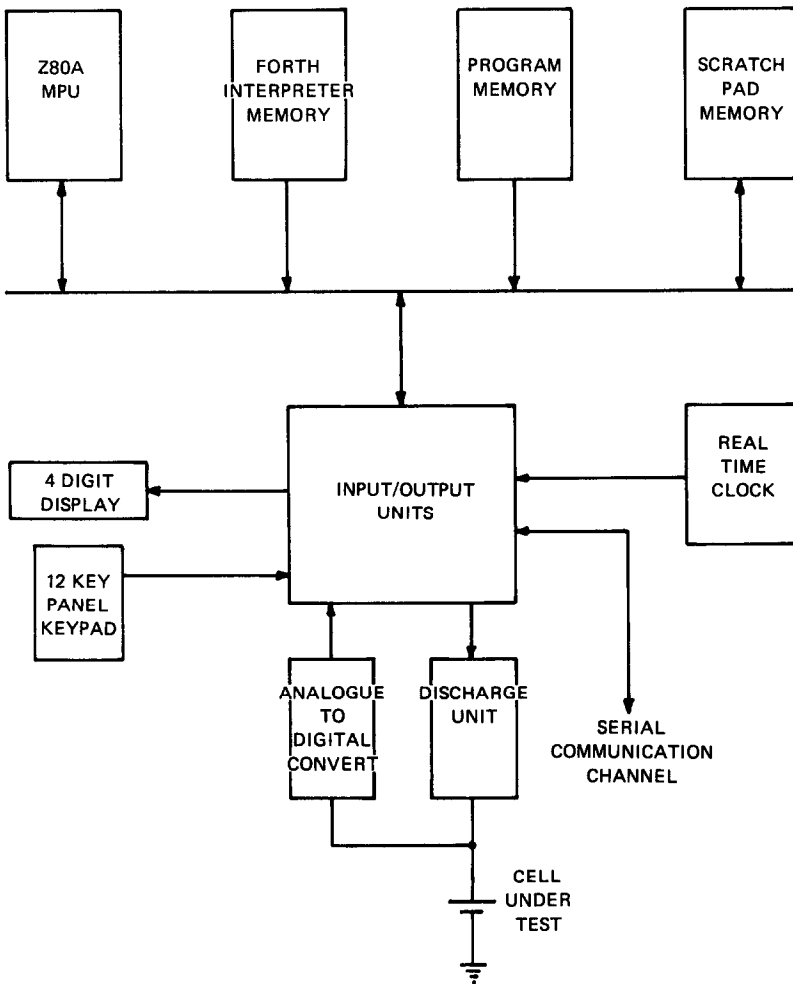 Z80A
MPU
FORTH
INTERPRETER
MEMORY
PROGRAM
MEMORY
SCRATCH
PAD
MEMORY
4 DIGIT
DISPLAY
12 KEY
PANEL
KEYPAD
INPUT/OUTPUT
UNITS
REAL
TIME
CLOCK
ANALOGUE
TO
DIGITAL
CONVERT
DISCHARGE
UNIT
SERIAL
COMMUNICATION
CHANNEL
CELL
UNDER
TEST